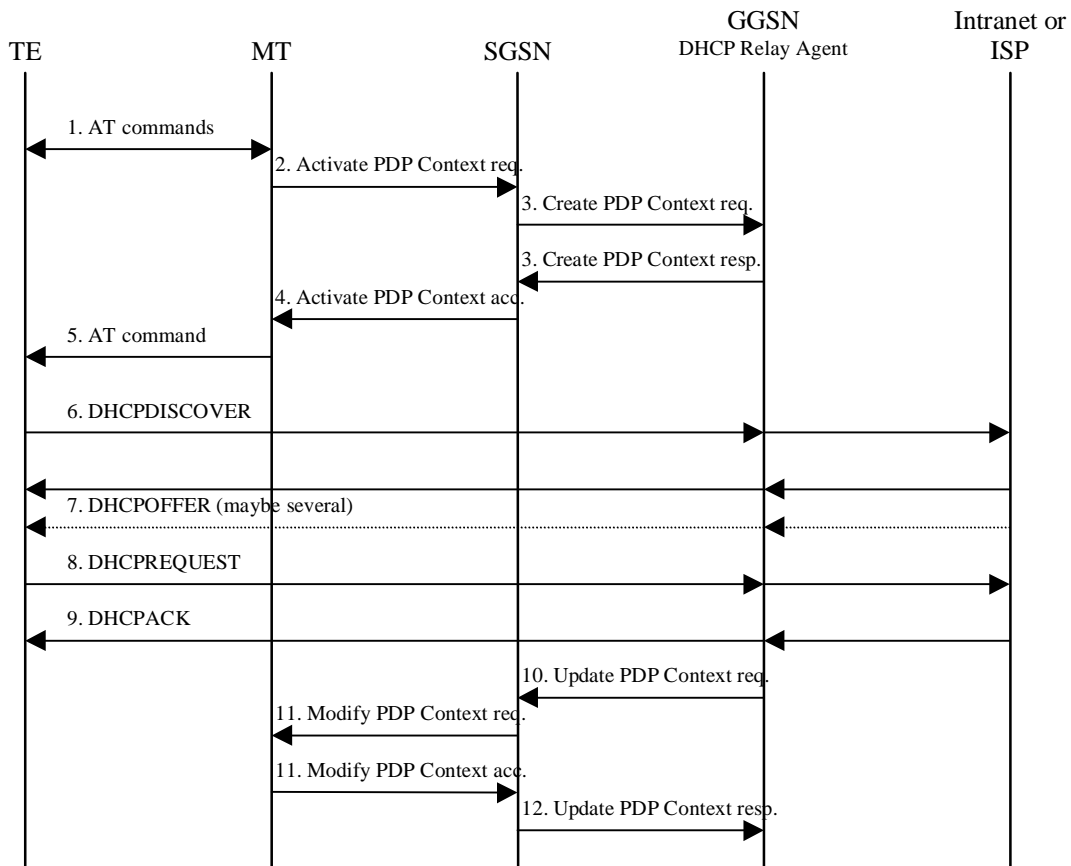 GGSN
Intranet or
TE
MT
SGSN
DHCP Relay Agent
ISP
1. AT commands
2. Activate PDP Context req.
3. Create PDP Context req.
3. Create PDP Context resp.
4. Activate PDP Context acc.
5. AT command
6. DHCPDISCOVER
7. DHCPOFFER (maybe several)
8. DHCPREQUEST
9. DHCPACK
10. Update PDP Context req.
11. Modify PDP Context req.
11. Modify PDP Context acc.
12. Update PDP Context resp.